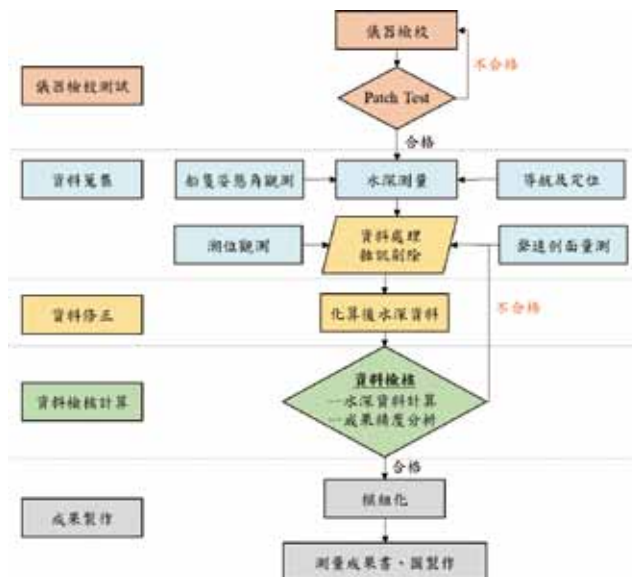 儀器檢校
不合格
儀器檢校測試
Patch Test
合格
資料蒐集
船隻姿態角觀測
水深測量
導航及定位
潮位觀測
資料處理
雜訊剔除
聲速剖面量測
資料修正
化算後水深資料
不合格
資料檢核計算
資料檢核
—水深資料計算
—成果精度分析
合格
成果製作
模組化
測量成果書、圖製作